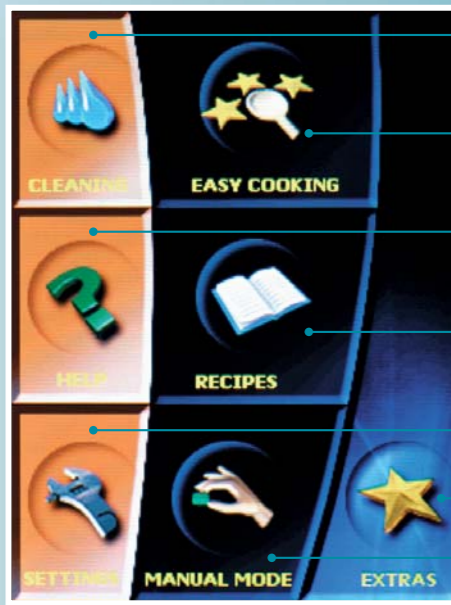 CLEANING
EASY COOKING
HELP
RECIPES
SETTINGS
MANUAL MODE
EXTRAS